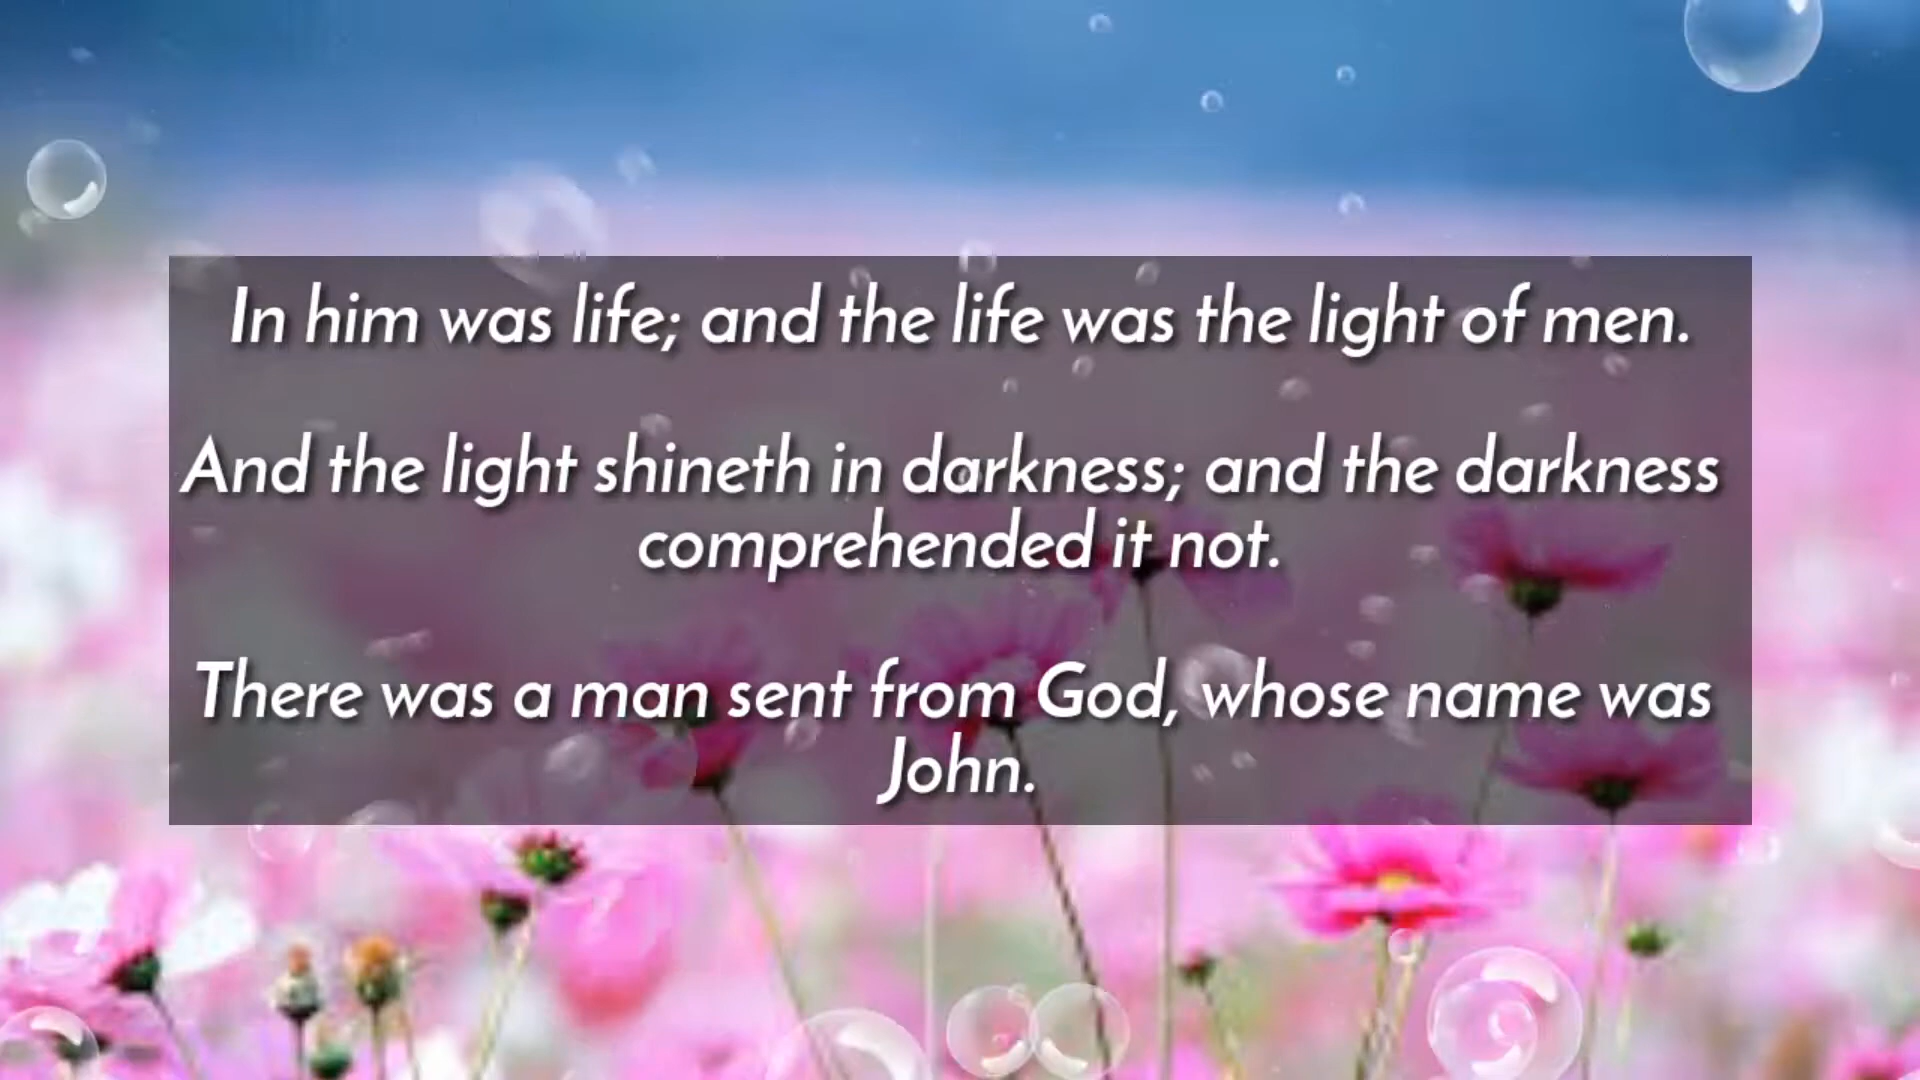 In him was life; and the life was the light of men.
And the light shineth in darkness; and the darkness
comprehended it not.
There was a man sent from God, whose name was
John.